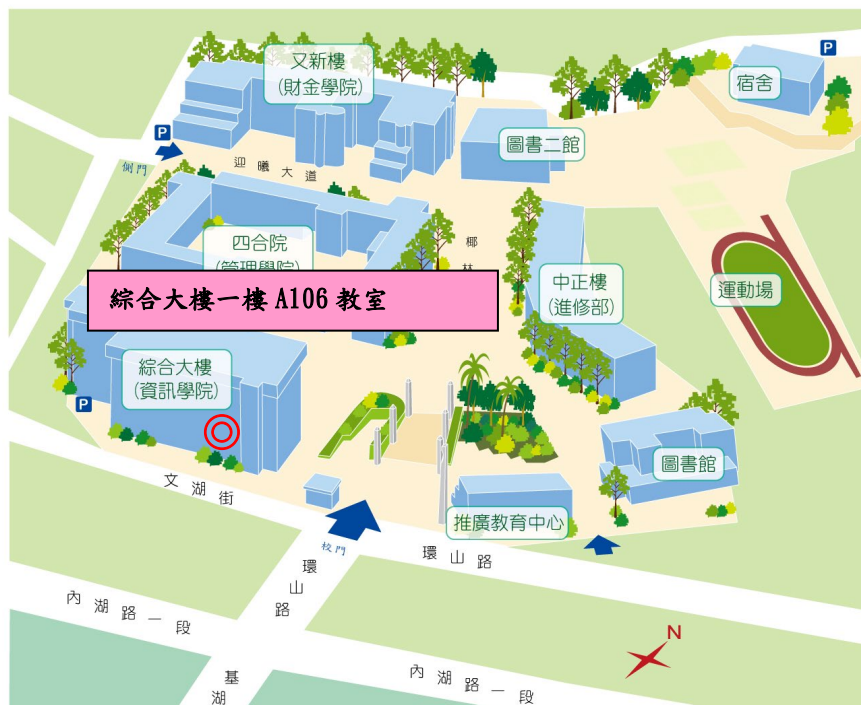 又新樓
(財金學院)
P
宿舍
P
圖書二館
側門
迎曦大道
四合院
(管理學院)
椰林
中正樓
(進修部)
運動場
綜合大樓一樓 A106 教室
綜合大樓
(資訊學院)
P
圖書館
文湖街
推廣教育中心
校門
環山路
環山路
內湖路一段
N
內湖路一段
基湖